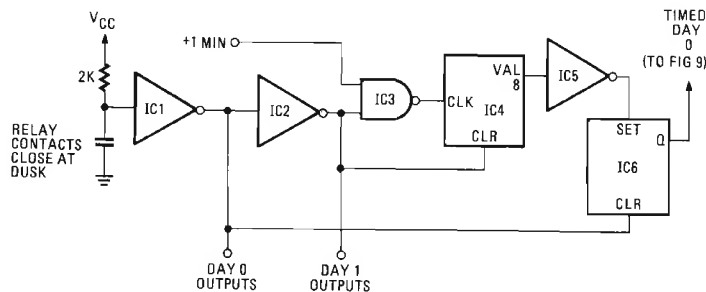 VCC
2K
RELAY
CONTACTS
CLOSE AT
DUSK
IC1
+1 MIN
IC2
IC3
CLK
VAL
8
IC4
CLR
IC5
SET
Q
IC6
CLR
TIMED
DAY
0
(TO FIG 9)
DAY 0
OUTPUTS
DAY 1
OUTPUTS